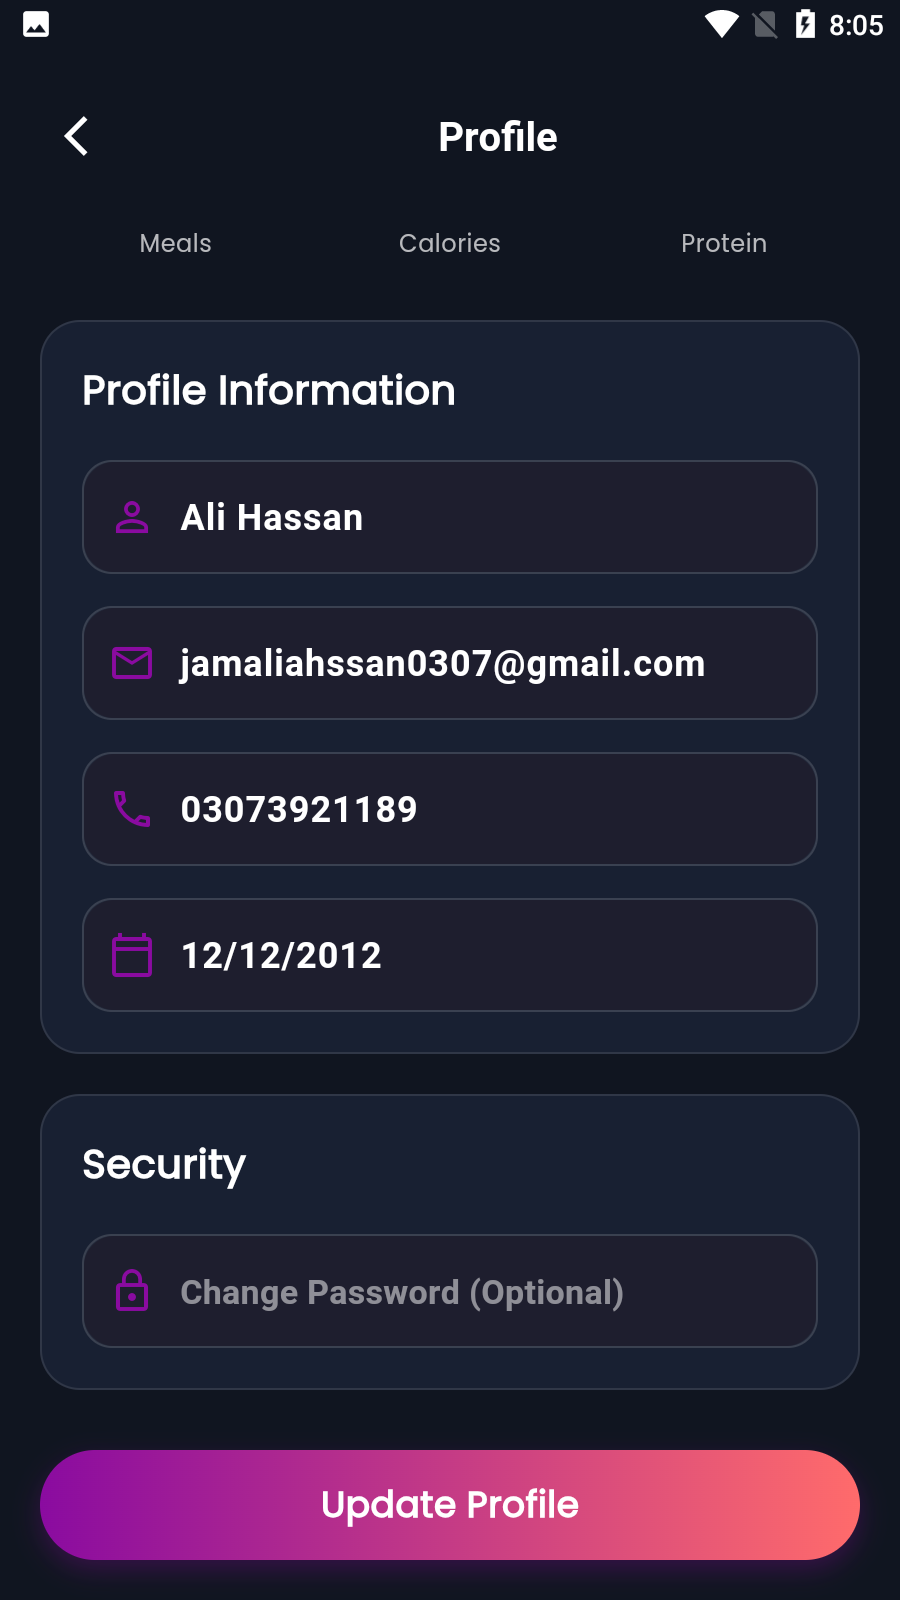 8:05
Profile
Meals Calories Protein
Profile Information
Ali Hassan
jamaliahssan0307@gmail.com
03073921189
12/12/2012
Security
Change Password (Optional)
Update Profile